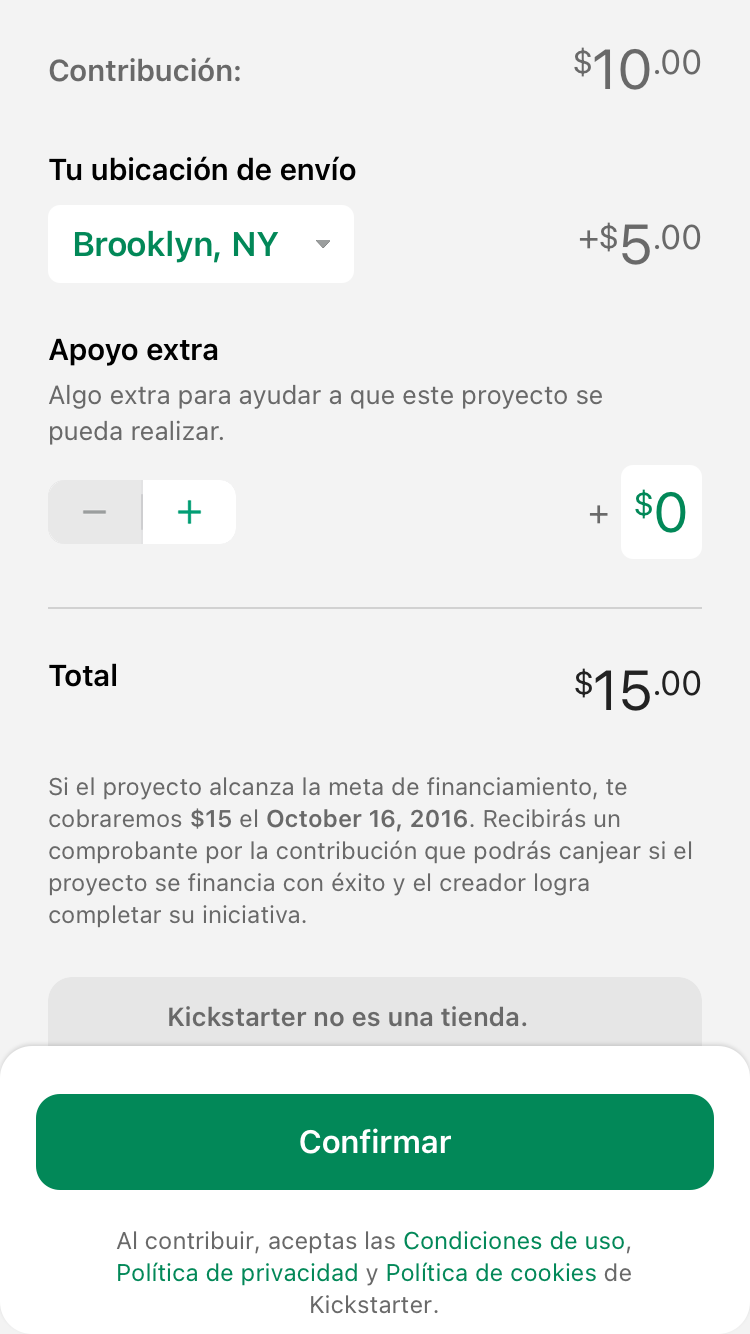 Contribución: $10.00
Tu ubicación de envío
Brooklyn, NY +$5.00
Apoyo extra
Algo extra para ayudar a que este proyecto se
pueda realizar.
− + + $0
Total $15.00
Si el proyecto alcanza la meta de financiamiento, te
cobraremos $15 el October 16, 2016. Recibirás un
comprobante por la contribución que podrás canjear si el
proyecto se financia con éxito y el creador logra
completar su iniciativa.
Kickstarter no es una tienda.
Confirmar
Al contribuir, aceptas las Condiciones de uso,
Política de privacidad y Política de cookies de
Kickstarter.